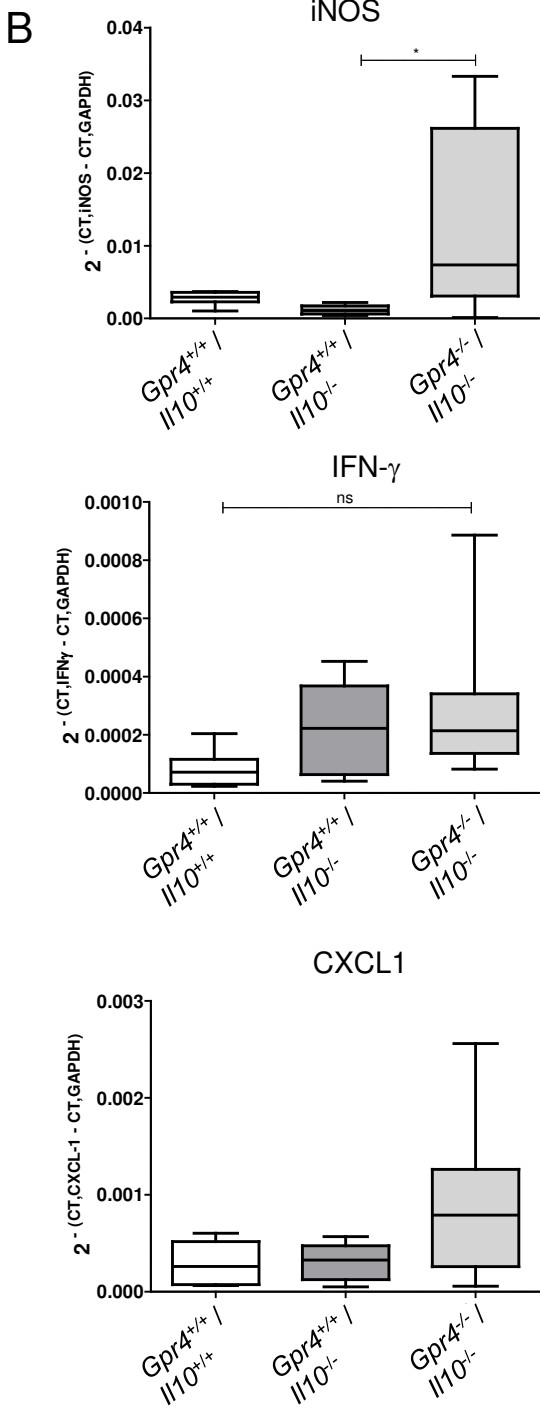 B
iNOS
*
2 - (CT,iNOS - CT,GAPDH)
0.04
0.03
0.02
0.01
0.00
Gpr4+/+ /
Il10+/+
Gpr4+/+ /
Il10-/-
Gpr4-/- /
Il10-/-
IFN-γ
ns
2 - (CT,IFNγ - CT,GAPDH)
0.0010
0.0008
0.0006
0.0004
0.0002
0.0000
Gpr4+/+ /
Il10+/+
Gpr4+/+ /
Il10-/-
Gpr4-/- /
Il10-/-
CXCL1
2 - (CT,CXCL-1 - CT,GAPDH)
0.003
0.002
0.001
0.000
Gpr4+/+ /
Il10+/+
Gpr4+/+ /
Il10-/-
Gpr4-/- /
Il10-/-